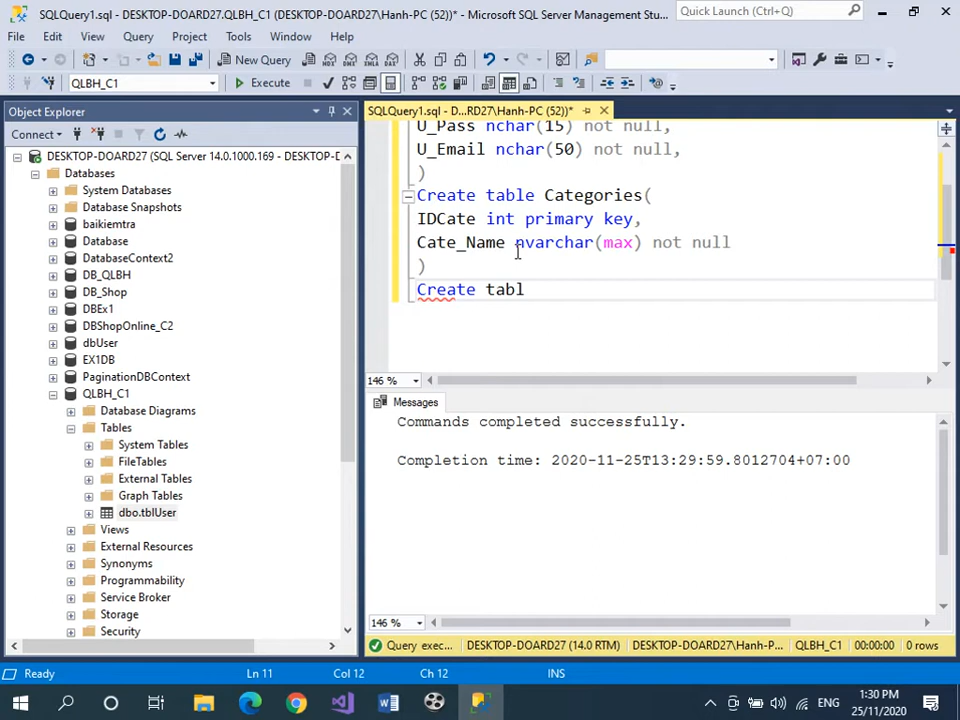 SQLQuery1.sql - DESKTOP-DOARD27.QLBH_C1 (DESKTOP-DOARD27\Hanh-PC (52))* - Microsoft SQL Server Management Stu...
Quick Launch (Ctrl+Q)
File Edit View Query Project Tools Window Help
New Query
MDX DMX XMLA DAX
QLBH_C1
Execute
Object Explorer
SQLQuery1.sql - D...RD27\Hanh-PC (52))*
Connect
DESKTOP-DOARD27 (SQL Server 14.0.1000.169 - DESKTOP-D
Databases
System Databases
Database Snapshots
baikiemtra
Database
DatabaseContext2
DB_QLBH
DB_Shop
DBEx1
DBShopOnline_C2
dbUser
EX1DB
PaginationDBContext
QLBH_C1
Database Diagrams
Tables
System Tables
FileTables
External Tables
Graph Tables
dbo.tblUser
Views
External Resources
Synonyms
Programmability
Service Broker
Storage
Security
U_Pass nchar(15) not null,
U_Email nchar(50) not null,
)
Create table Categories(
IDCate int primary key,
Cate_Name nvarchar(max) not null
)
Create tabl
146 %
Messages
Commands completed successfully.
Completion time: 2020-11-25T13:29:59.8012704+07:00
146 %
Query exec... DESKTOP-DOARD27 (14.0 RTM) DESKTOP-DOARD27\Hanh-P... QLBH_C1 00:00:00 0 rows
Ready Ln 11 Col 12 Ch 12 INS
ENG
1:30 PM
25/11/2020